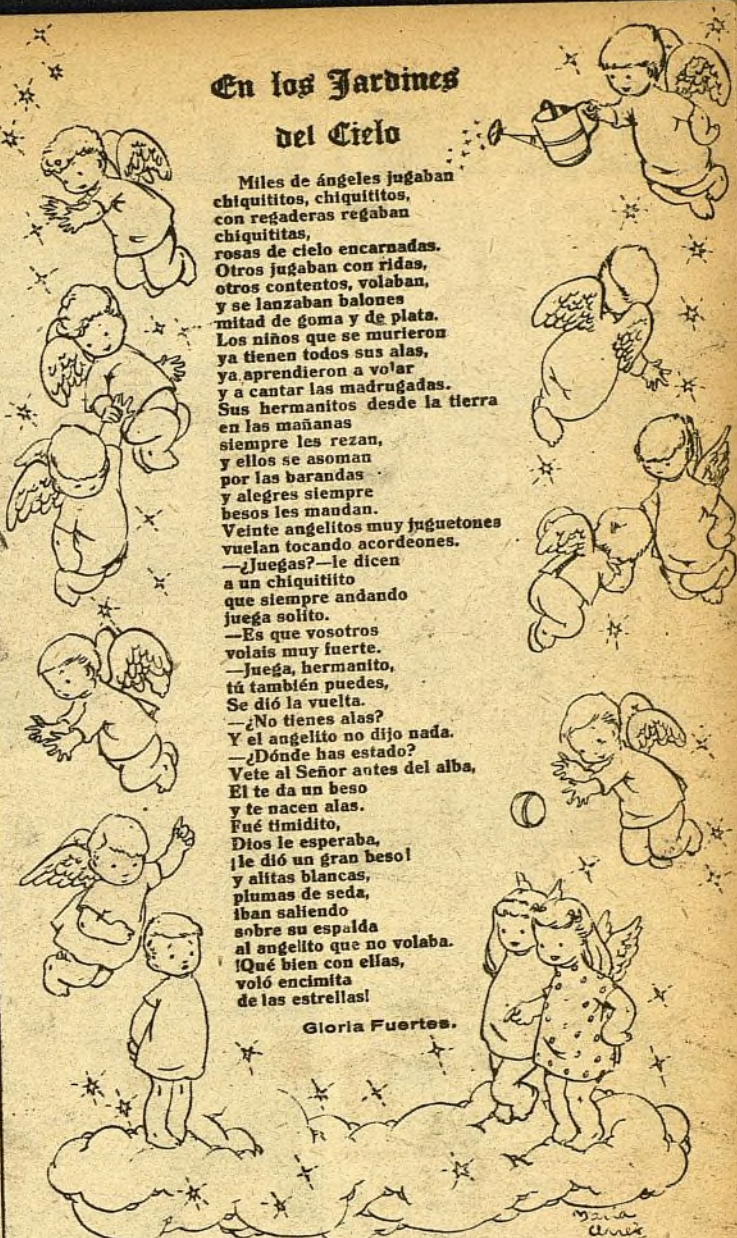 En los Jardines
del Cielo
Miles de ángeles jugaban
chiquititos, chiquititos,
con regaderas regaban
chiquititas,
rosas de cielo encarnadas.
Otros jugaban con ridas,
otros contentos, volaban,
y se lanzaban balones
mitad de goma y de plata.
Los niños que se murieron
ya tienen todos sus alas,
ya aprendieron a volar
y a cantar las madrugadas.
Sus hermanitos desde la tierra
en las mañanas
siempre les rezan,
y ellos se asoman
por las barandas
y alegres siempre
besos les mandan.
Veinte angelitos muy juguetones
vuelan tocando acordeones.
—¿Juegas?—le dicen
a un chiquitiito
que siempre andando
juega solito.
—Es que vosotros
volais muy fuerte.
—Juega, hermanito,
tú también puedes,
Se dió la vuelta.
—¿No tienes alas?
Y el angelito no dijo nada.
—¿Dónde has estado?
Vete al Señor antes del alba,
El te da un beso
y te nacen alas.
Fué timidito,
Dios le esperaba,
¡le dió un gran beso!
y alitas blancas,
plumas de seda,
iban saliendo
sobre su espalda
al angelito que no volaba.
!Qué bien con ellas,
voló encimita
de las estrellas!
Gloria Fuertes.
María